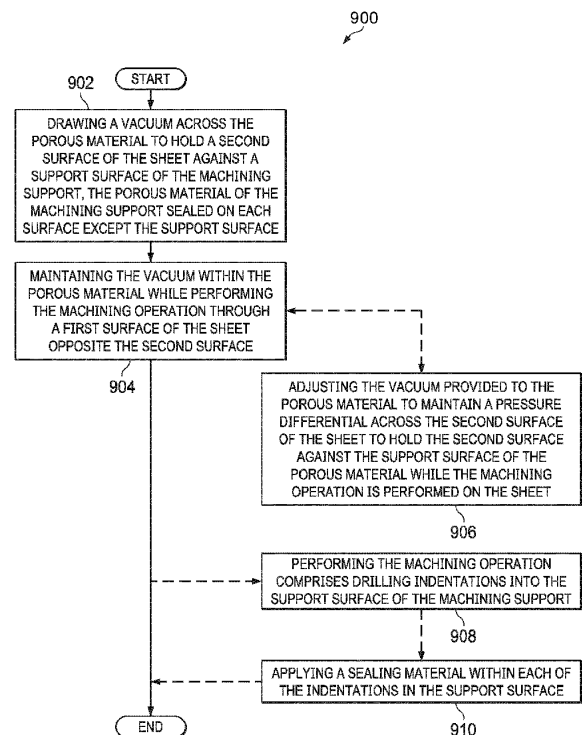 900
START
902
DRAWING A VACUUM ACROSS THE
POROUS MATERIAL TO HOLD A SECOND
SURFACE OF THE SHEET AGAINST A
SUPPORT SURFACE OF THE MACHINING
SUPPORT, THE POROUS MATERIAL OF THE
MACHINING SUPPORT SEALED ON EACH
SURFACE EXCEPT THE SUPPORT SURFACE
MAINTAINING THE VACUUM WITHIN THE
POROUS MATERIAL WHILE PERFORMING
THE MACHINING OPERATION THROUGH
A FIRST SURFACE OF THE SHEET
OPPOSITE THE SECOND SURFACE
904
ADJUSTING THE VACUUM PROVIDED TO THE
POROUS MATERIAL TO MAINTAIN A PRESSURE
DIFFERENTIAL ACROSS THE SECOND SURFACE
OF THE SHEET TO HOLD THE SECOND SURFACE
AGAINST THE SUPPORT SURFACE OF THE
POROUS MATERIAL WHILE THE MACHINING
OPERATION IS PERFORMED ON THE SHEET
906
PERFORMING THE MACHINING OPERATION
COMPRISES DRILLING INDENTATIONS INTO THE
SUPPORT SURFACE OF THE MACHINING SUPPORT
908
APPLYING A SEALING MATERIAL WITHIN EACH OF
THE INDENTATIONS IN THE SUPPORT SURFACE
910
END